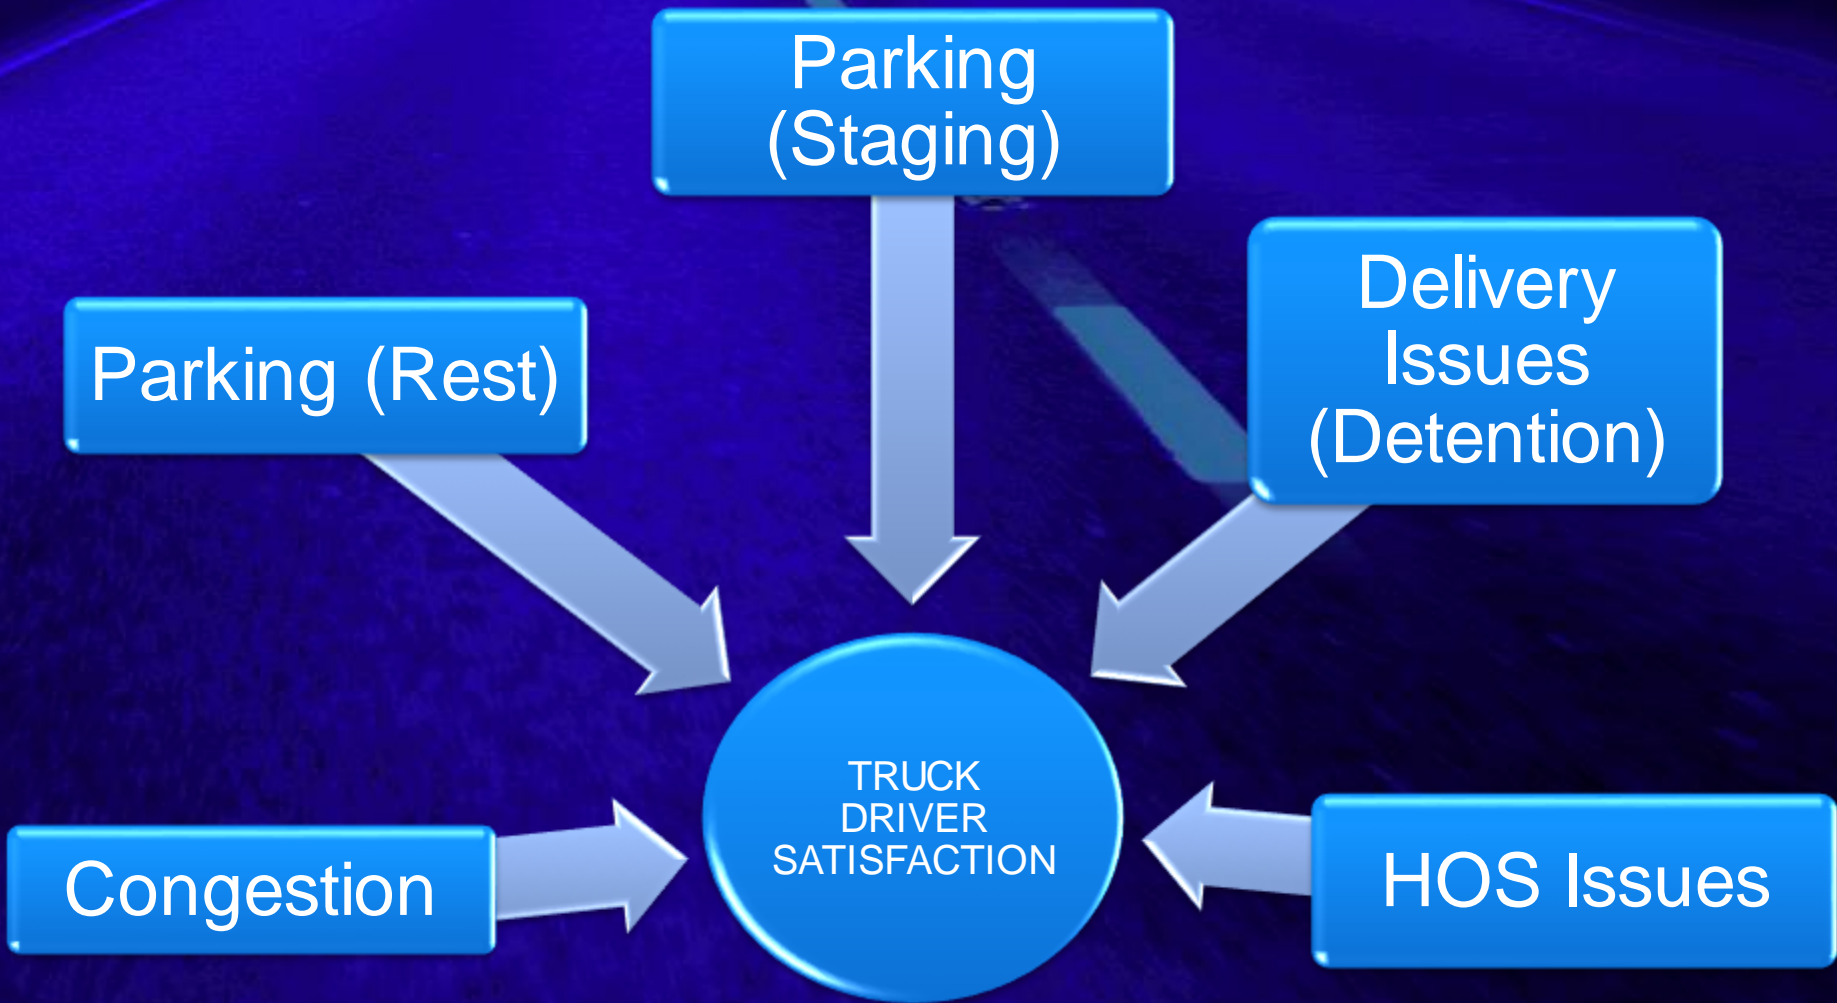 Parking
(Staging)
Parking (Rest)
Delivery
Issues
(Detention)
TRUCK
DRIVER
SATISFACTION
Congestion
HOS Issues